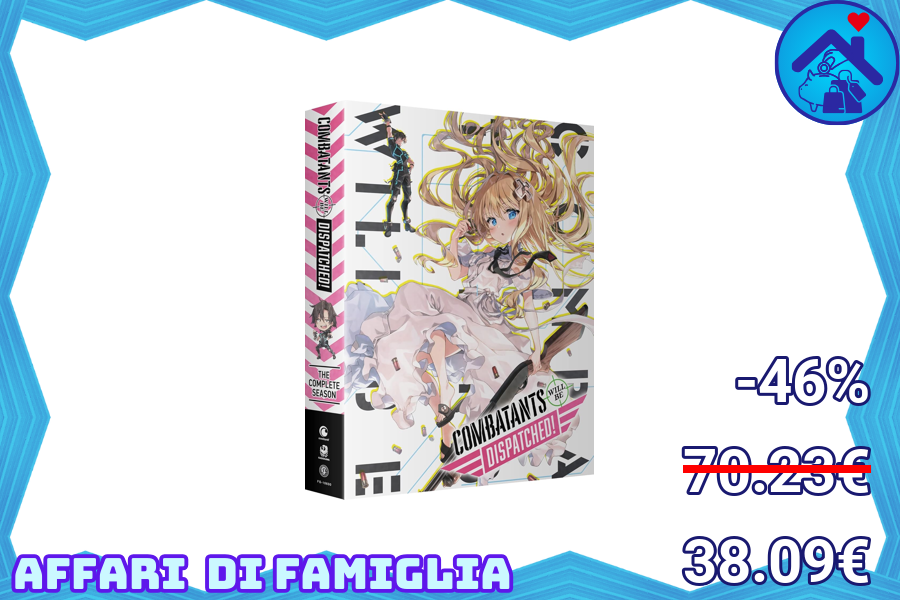 COMBATANTS WILL BE DISPATCHED!
THE
COMPLETE
SEASON
COMBATANTS WILL BE
DISPATCHED!
-46%
70.23€
38.09€
AFFARI DI FAMIGLIA